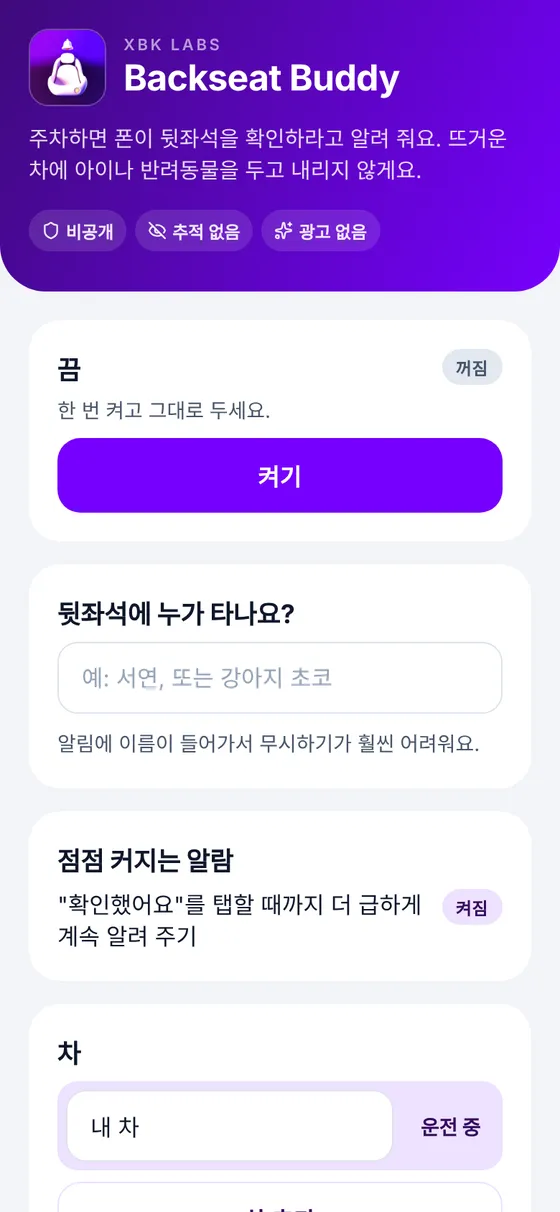 XBK LABS
Backseat Buddy
주차하면 폰이 뒷좌석을 확인하라고 알려 줘요. 뜨거운
차에 아이나 반려동물을 두고 내리지 않게요.
비공개
추적 없음
광고 없음
끔
꺼짐
한 번 켜고 그대로 두세요.
켜기
뒷좌석에 누가 타나요?
예: 서연, 또는 강아지 초코
알림에 이름이 들어가서 무시하기가 훨씬 어려워요.
점점 커지는 알람
"확인했어요"를 탭할 때까지 더 급하게
계속 알려 주기
켜짐
차
내 차
운전 중